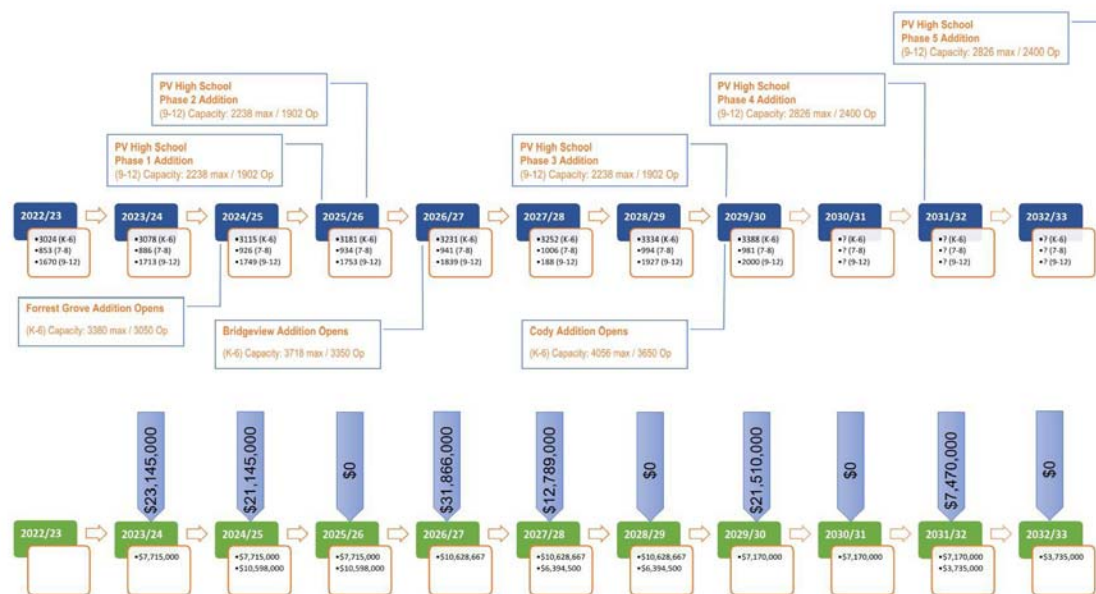 PV High School
Phase 5 Addition
(9-12) Capacity: 2826 max / 2400 Op
PV High School
Phase 2 Addition
(9-12) Capacity: 2238 max / 1902 Op
PV High School
Phase 4 Addition
(9-12) Capacity: 2826 max / 2400 Op
PV High School
Phase 1 Addition
(9-12) Capacity: 2238 max / 1902 Op
PV High School
Phase 3 Addition
(9-12) Capacity: 2238 max / 1902 Op
2022/23
•3024 (K-6)
•853 (7-8)
•1670 (9-12)
2023/24
•3078 (K-6)
•886 (7-8)
•1713 (9-12)
2024/25
•3115 (K-6)
•926 (7-8)
•1749 (9-12)
2025/26
•3181 (K-6)
•934 (7-8)
•1753 (9-12)
2026/27
•3231 (K-6)
•941 (7-8)
•1839 (9-12)
2027/28
•3252 (K-6)
•1006 (7-8)
•188 (9-12)
2028/29
•3334 (K-6)
•994 (7-8)
•1927 (9-12)
2029/30
•3388 (K-6)
•981 (7-8)
•2000 (9-12)
2030/31
•? (K-6)
•? (7-8)
•? (9-12)
2031/32
•? (K-6)
•? (7-8)
•? (9-12)
2032/33
•? (K-6)
•? (7-8)
•? (9-12)
Forrest Grove Addition Opens
(K-6) Capacity: 3380 max / 3050 Op
Bridgeview Addition Opens
(K-6) Capacity: 3718 max / 3350 Op
Cody Addition Opens
(K-6) Capacity: 4056 max / 3650 Op
$23,145,000
$21,145,000
$0
$31,866,000
$12,789,000
$0
$21,510,000
$0
$7,470,000
$0
2022/23
2023/24
•$7,715,000
2024/25
•$7,715,000
•$10,598,000
2025/26
•$7,715,000
•$10,598,000
2026/27
•$10,628,667
2027/28
•$10,628,667
•$6,394,500
2028/29
•$10,628,667
•$6,394,500
2029/30
•$7,170,000
2030/31
•$7,170,000
2031/32
•$7,170,000
•$3,735,000
2032/33
•$3,735,000